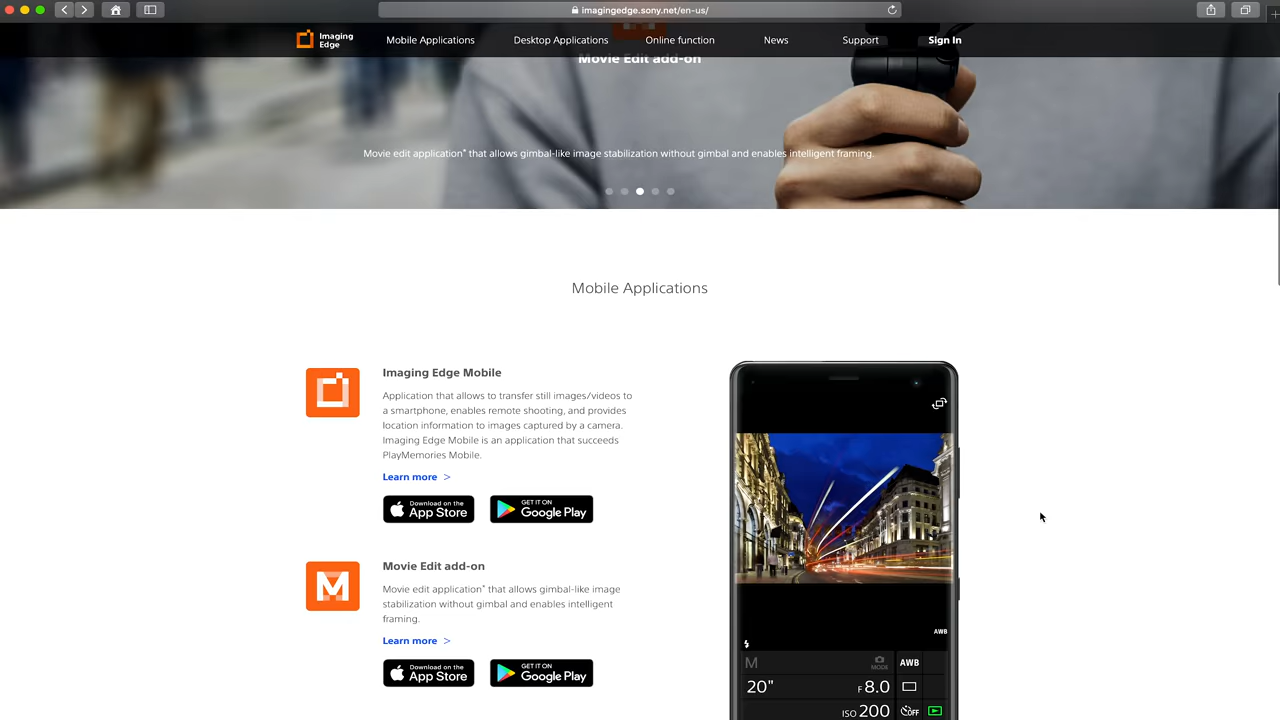 imagingedge.sony.net/en-us/
Imaging
Edge
Mobile Applications
Desktop Applications
Online function
News
Support
Sign In
Movie Edit add-on
Movie edit application* that allows gimbal-like image stabilization without gimbal and enables intelligent framing.
Mobile Applications
Imaging Edge Mobile
Application that allows to transfer still images/videos to
a smartphone, enables remote shooting, and provides
location information to images captured by a camera.
Imaging Edge Mobile is an application that succeeds
PlayMemories Mobile.
Learn more >
Download on the
App Store
GET IT ON
Google Play
Movie Edit add-on
Movie edit application* that allows gimbal-like image
stabilization without gimbal and enables intelligent
framing.
Learn more >
Download on the
App Store
GET IT ON
Google Play
AWB
M
MODE
AWB
20"
F 8.0
ISO 200
OFF